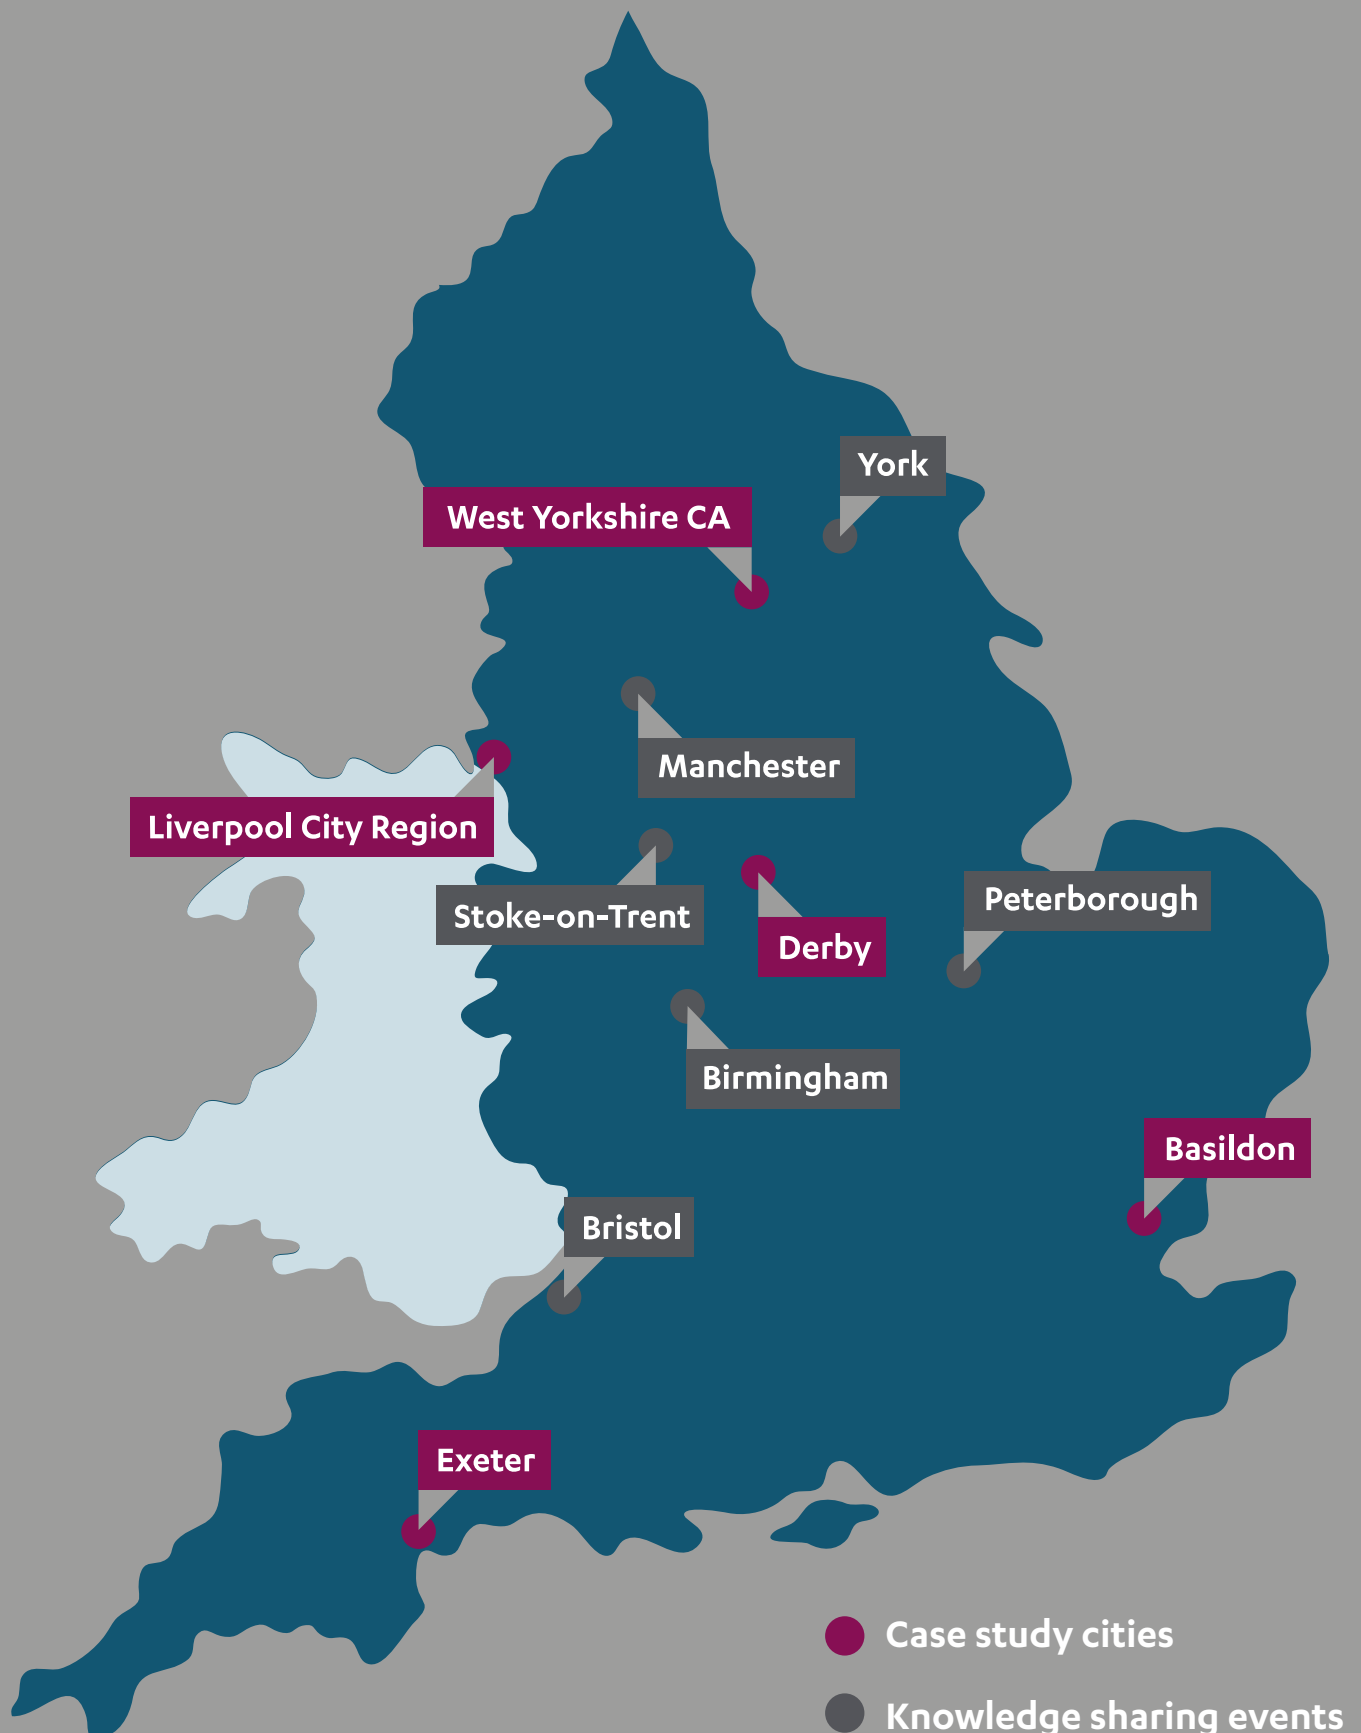 York
West Yorkshire CA
Manchester
Liverpool City Region
Stoke-on-Trent
Peterborough
Derby
Birmingham
Basildon
Bristol
Exeter
Case study cities
Knowledge sharing events